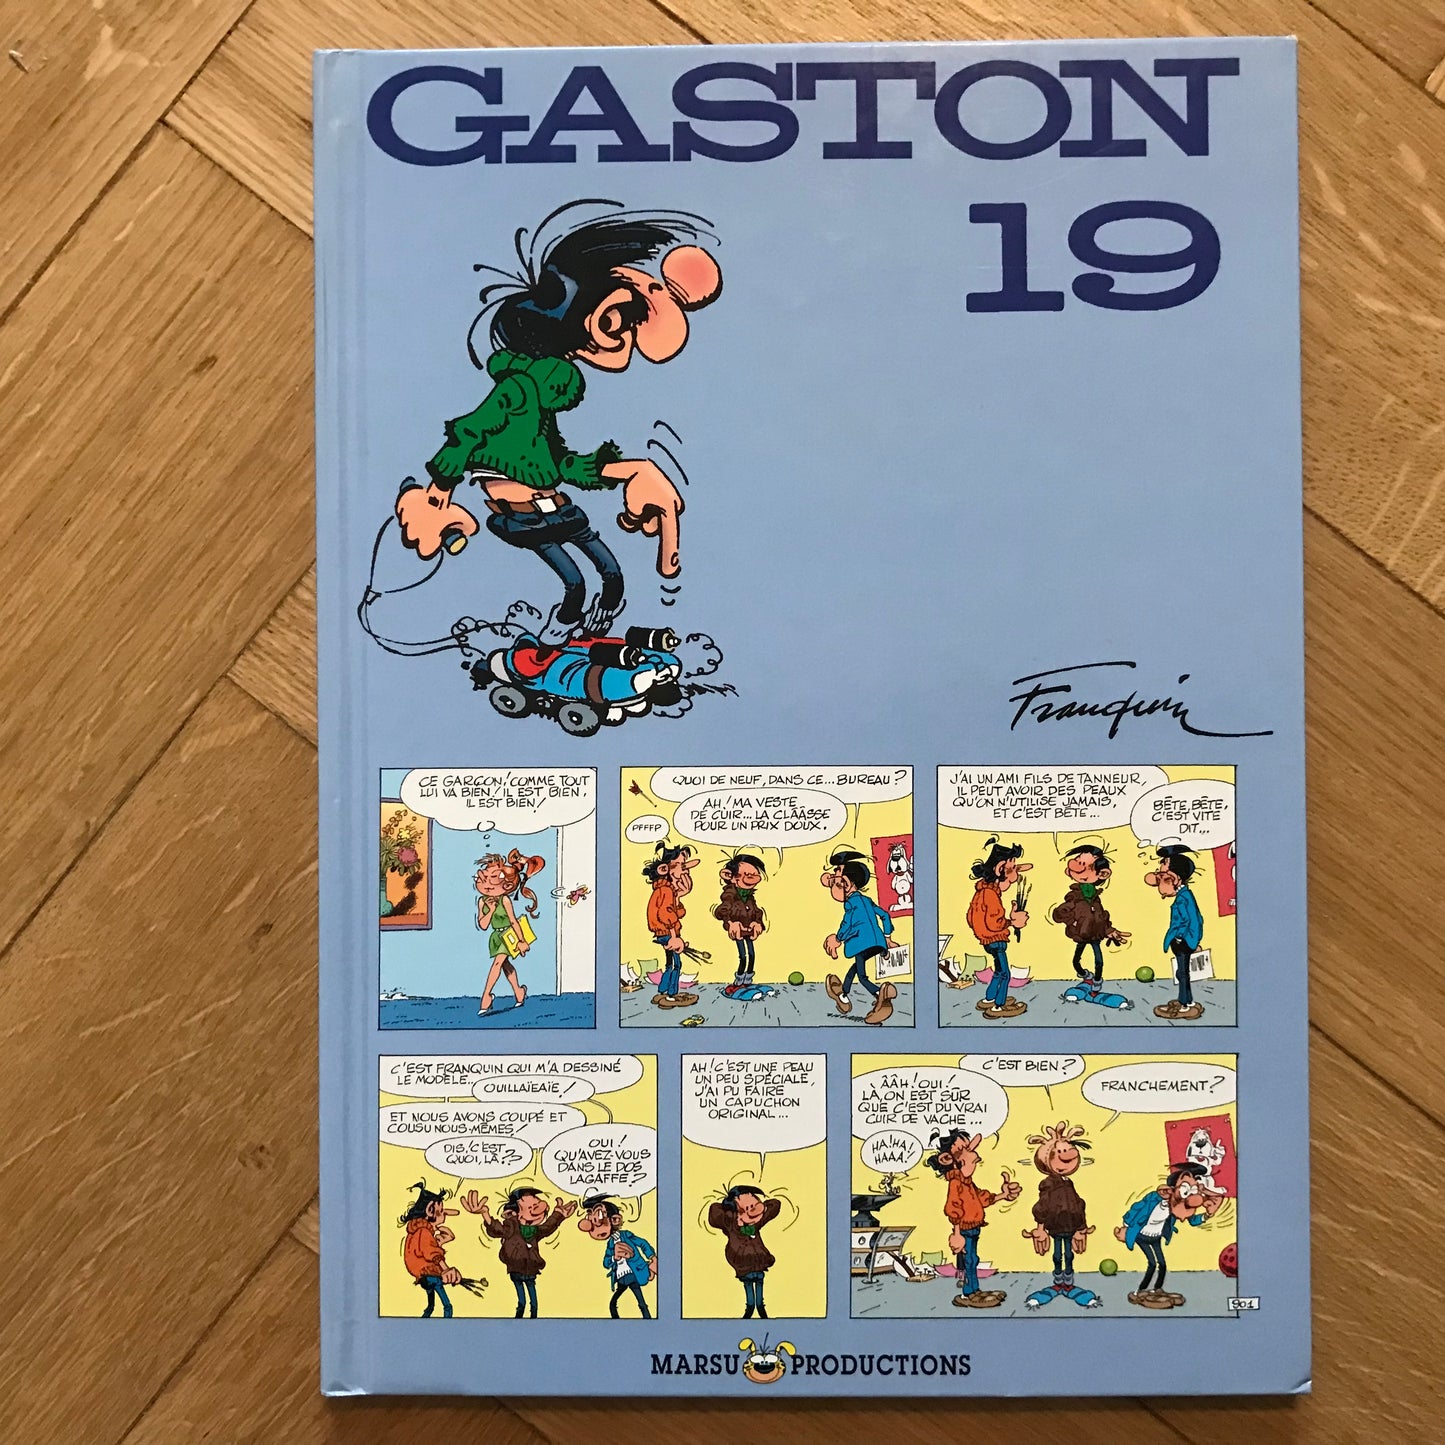 GASTON
19
Franquin
CE GARÇON! COMME TOUT
LUI VA BIEN! IL EST BIEN,
IL EST BIEN!
QUOI DE NEUF, DANS CE... BUREAU?
AH! MA VESTE
DE CUIR... LA CLÂÂSSE
POUR UN PRIX DOUX.
PFFFP
J'AI UN AMI FILS DE TANNEUR,
IL PEUT AVOIR DES PEAUX
QU'ON N'UTILISE JAMAIS,
ET C'EST BÊTE...
BÊTE, BÊTE,
C'EST VITE
DIT...
C'EST FRANQUIN QUI M'A DESSINÉ
LE MODÈLE..
OUILLAÏEAÏE!
ET NOUS AVONS COUPÉ ET
COUSU NOUS-MÊMES!
DIS, C'EST
QUOI, LÀ??
OUI!
QU'AVEZ-VOUS
DANS LE DOS
LAGAFFE?
AH! C'EST UNE PEAU
UN PEU SPÉCIALE,
J'AI PU FAIRE
UN CAPUCHON
ORIGINAL...
ÂÂH! OUI!
LÀ, ON EST SÛR
QUE C'EST DU VRAI
CUIR DE VACHE...
HA! HA!
HAAA!
C'EST BIEN?
FRANCHEMENT?
901
MARSU PRODUCTIONS